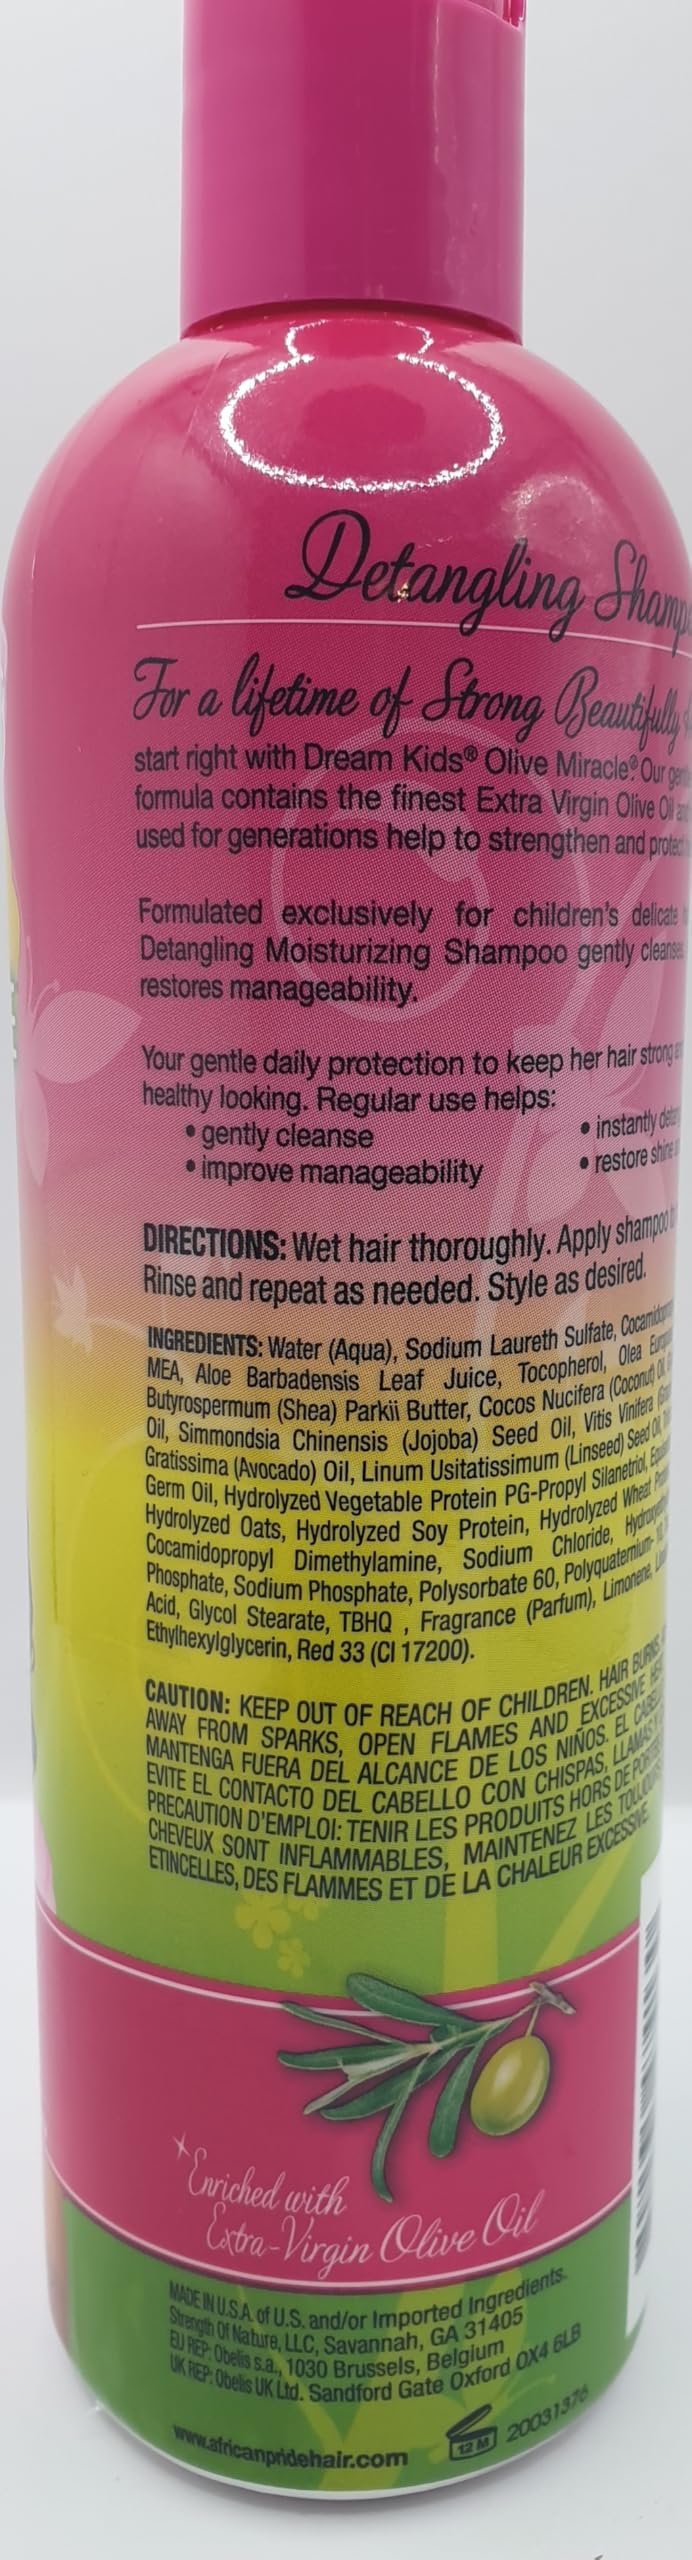 Detangling
For a lifetime of Strong Beautifully
start right with Dream Kids® Olive Miracle® Our
formula contains the finest Extra Virgin Olive Oil
used for generations help to strengthen and
Formulated exclusively for children's delicate
Detangling Moisturizing Shampoo gently
restores manageability.
Your gentle daily protection to keep her hair strong
healthy looking. Regular use helps:
• gently cleanse
• instantly
• improve manageability
• restore shine
DIRECTIONS: Wet hair thoroughly. Apply shampoo
Rinse and repeat as needed. Style as desired.
INGREDIENTS: Water (Aqua), Sodium Laureth Sulfate,
MEA, Aloe Barbadensis Leaf Juice, Tocopherol, Olea
Butyrospermum (Shea) Parkii Butter, Cocos Nucifera (Coconut) Oil,
Oil, Simmondsia Chinensis (Jojoba) Seed Oil, Vitis Vinifera
Gratissima (Avocado) Oil, Linum Usitatissimum (Linseed) Seed Oil,
Germ Oil, Hydrolyzed Vegetable Protein PG-Propyl Silanetriol,
Hydrolyzed Oats, Hydrolyzed Soy Protein, Hydrolyzed Wheat
Cocamidopropyl Dimethylamine, Sodium Chloride,
Phosphate, Sodium Phosphate, Polysorbate 60,
Acid, Glycol Stearate, TBHQ , Fragrance (Parfum), Limonene,
Ethylhexylglycerin, Red 33 (CI 17200).
CAUTION: KEEP OUT OF REACH OF CHILDREN. HAIR BURNS.
AWAY FROM SPARKS, OPEN FLAMES AND EXCESSIVE
MANTENGA FUERA DEL ALCANCE DE LOS NIÑOS. EL
EVITE EL CONTACTO DEL CABELLO CON CHISPAS, LLAMAS
PRECAUTION D'EMPLOI: TENIR LES PRODUITS HORS DE
CHEVEUX SONT INFLAMMABLES, MAINTENEZ LES
ETINCELLES, DES FLAMMES ET DE LA CHALEUR EXCESSIVE.
Enriched with
Extra-Virgin Olive Oil
MADE IN U.S.A. of U.S. and/or Imported Ingredients.
Strength Of Nature, LLC, Savannah, GA 31405
EU REP: Obelis s.a., 1030 Brussels, Belgium
UK REP: Obelis UK Ltd. Sandford Gate Oxford OX4 6LB
www.africanpridehair.com
12 M
20031376